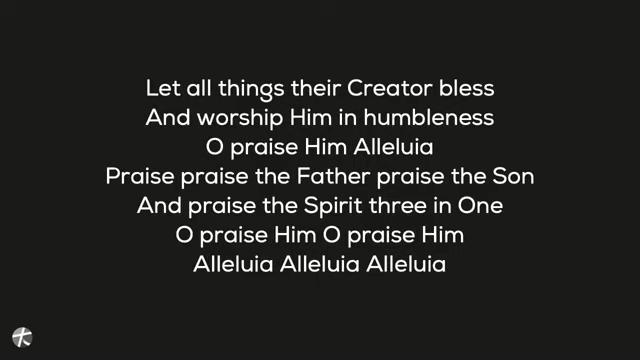 Let all things their Creator bless
And worship Him in humbleness
O praise Him Alleluia
Praise praise the Father praise the Son
And praise the Spirit three in One
O praise Him O praise Him
Alleluia Alleluia Alleluia